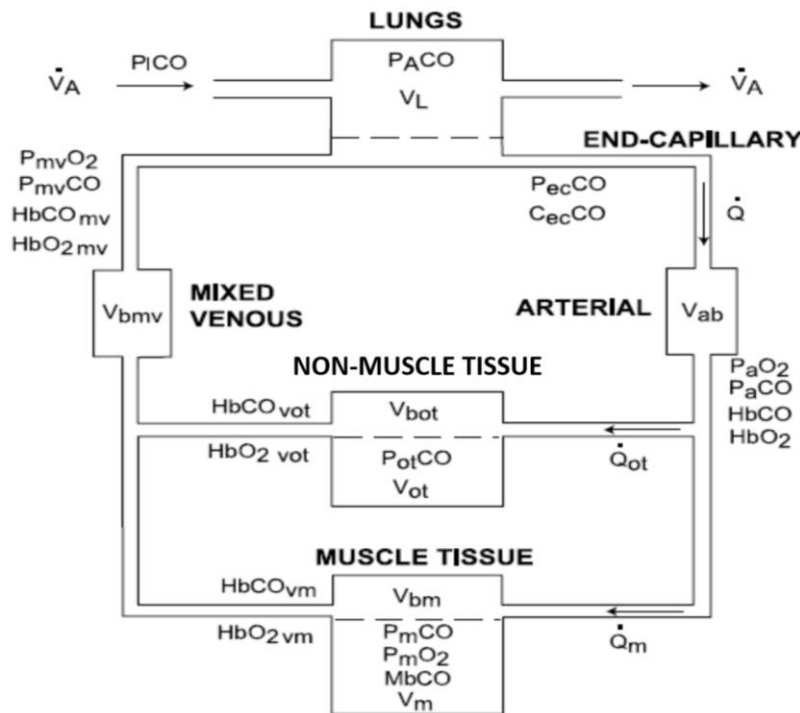 LUNGS
V̇A
PICO
PACO
VL
V̇A
END-CAPILLARY
PmvO2
PmvCO
HbCOmv
HbO2 mv
PecCO
CecCO
Q̇
Vbmv
MIXED
VENOUS
ARTERIAL
Vab
NON-MUSCLE TISSUE
PaO2
PaCO
HbCO
HbO2
HbCOvot
Vbot
HbO2 vot
PotCO
Vot
Q̇ot
MUSCLE TISSUE
HbCOvm
Vbm
HbO2vm
PmCO
PmO2
MbCO
Vm
Q̇m